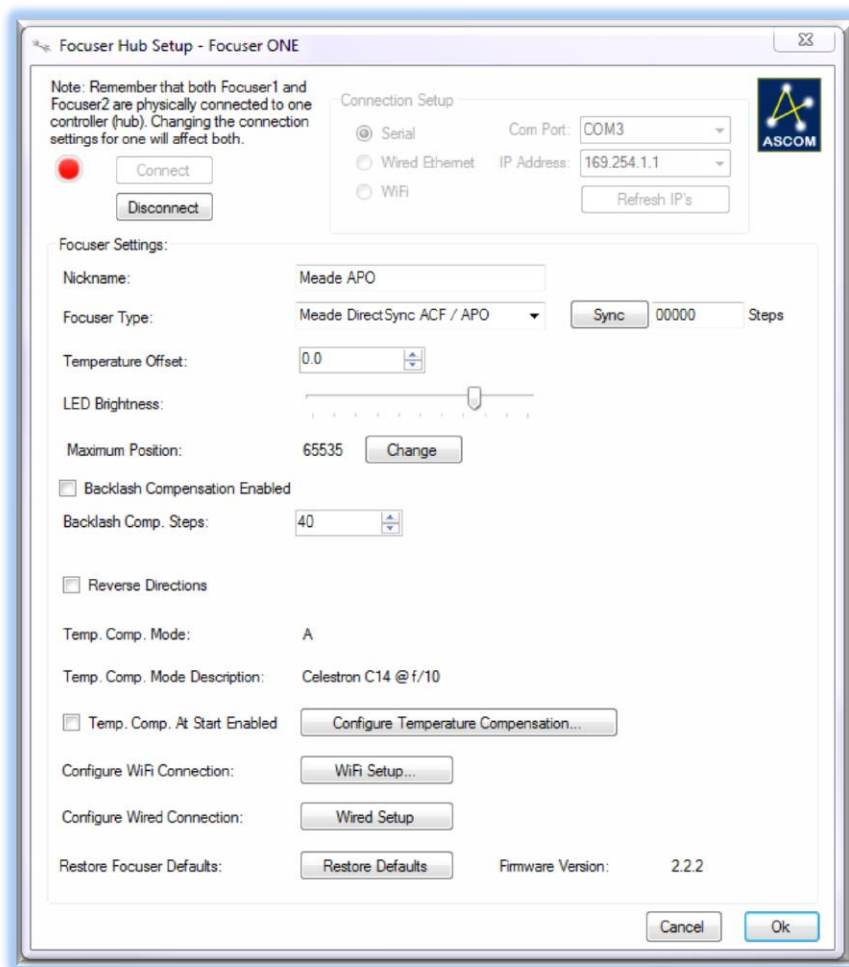 Focuser Hub Setup - Focuser ONE
Note: Remember that both Focuser1 and
Focuser2 are physically connected to one
controller (hub). Changing the connection
settings for one will affect both.
Connect
Disconnect
Connection Setup
Serial
Com Port: COM3
Wired Ethernet
IP Address: 169.254.1.1
WiFi
Refresh IP's
ASCOM
Focuser Settings:
Nickname: Meade APO
Focuser Type: Meade DirectSync ACF / APO Sync 00000 Steps
Temperature Offset: 0.0
LED Brightness:
Maximum Position: 65535 Change
Backlash Compensation Enabled
Backlash Comp. Steps: 40
Reverse Directions
Temp. Comp. Mode: A
Temp. Comp. Mode Description: Celestron C14 @ f/10
Temp. Comp. At Start Enabled Configure Temperature Compensation...
Configure WiFi Connection: WiFi Setup...
Configure Wired Connection: Wired Setup
Restore Focuser Defaults: Restore Defaults Firmware Version: 2.2.2
Cancel Ok